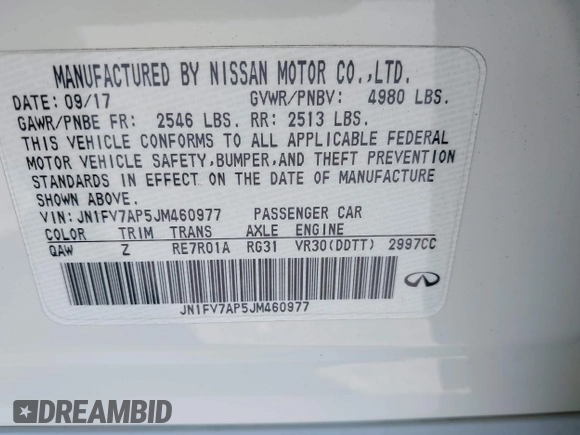 MANUFACTURED BY NISSAN MOTOR CO.,LTD.
DATE: 09/17 GVWR/PNBV: 4980 LBS.
GAWR/PNBE FR: 2546 LBS. RR: 2513 LBS.
THIS VEHICLE CONFORMS TO ALL APPLICABLE FEDERAL
MOTOR VEHICLE SAFETY,BUMPER,AND THEFT PREVENTION
STANDARDS IN EFFECT ON THE DATE OF MANUFACTURE
SHOWN ABOVE.
VIN: JN1FV7AP5JM460977 PASSENGER CAR
COLOR TRIM TRANS AXLE ENGINE
QAW Z RE7R01A RG31 VR30(DDTT) 2997CC
JN1FV7AP5JM460977
DREAMBID